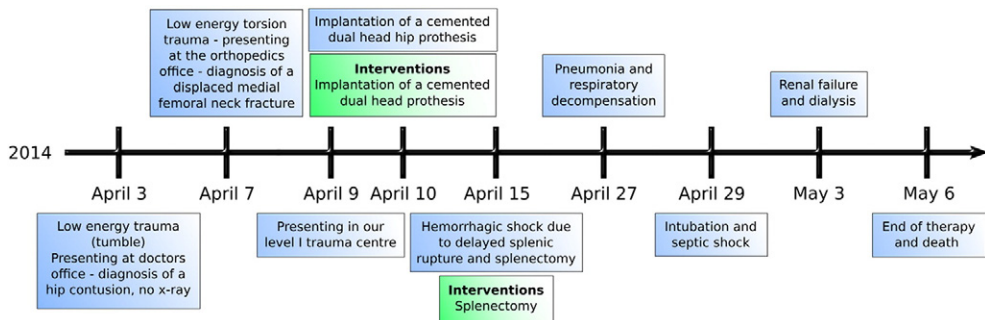 Low energy torsion
trauma - presenting
at the orthopedics
office - diagnosis of a
displaced medial
femoral neck fracture
Implantation of a cemented
dual head hip prothesis
Interventions
Implantation of a cemented
dual head prothesis
Pneumonia and
respiratory
decompensation
Renal failure
and dialysis
2014
April 3
April 7
April 9
April 10
April 15
April 27
April 29
May 3
May 6
Low energy trauma
(tumble)
Presenting at doctors
office - diagnosis of a
hip contusion, no x-ray
Presenting in our
level I trauma centre
Hemorrhagic shock due
to delayed splenic
rupture and splenectomy
Interventions
Splenectomy
Intubation and
septic shock
End of therapy
and death